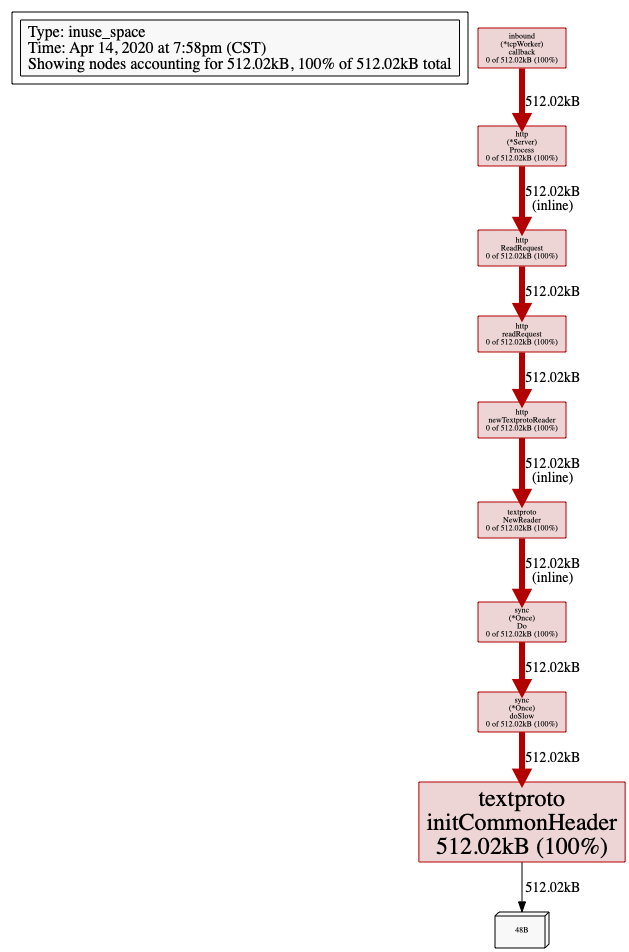 Type: inuse_space
Time: Apr 14, 2020 at 7:58pm (CST)
Showing nodes accounting for 512.02kB, 100% of 512.02kB total
inbound
(*tcpWorker)
callback
0 of 512.02kB (100%)
512.02kB
http
(*Server)
Process
0 of 512.02kB (100%)
512.02kB
(inline)
http
ReadRequest
0 of 512.02kB (100%)
512.02kB
http
readRequest
0 of 512.02kB (100%)
512.02kB
http
newTextprotoReader
0 of 512.02kB (100%)
512.02kB
(inline)
textproto
NewReader
0 of 512.02kB (100%)
512.02kB
(inline)
sync
(*Once)
Do
0 of 512.02kB (100%)
512.02kB
sync
(*Once)
doSlow
0 of 512.02kB (100%)
512.02kB
textproto
initCommonHeader
512.02kB (100%)
512.02kB
48B